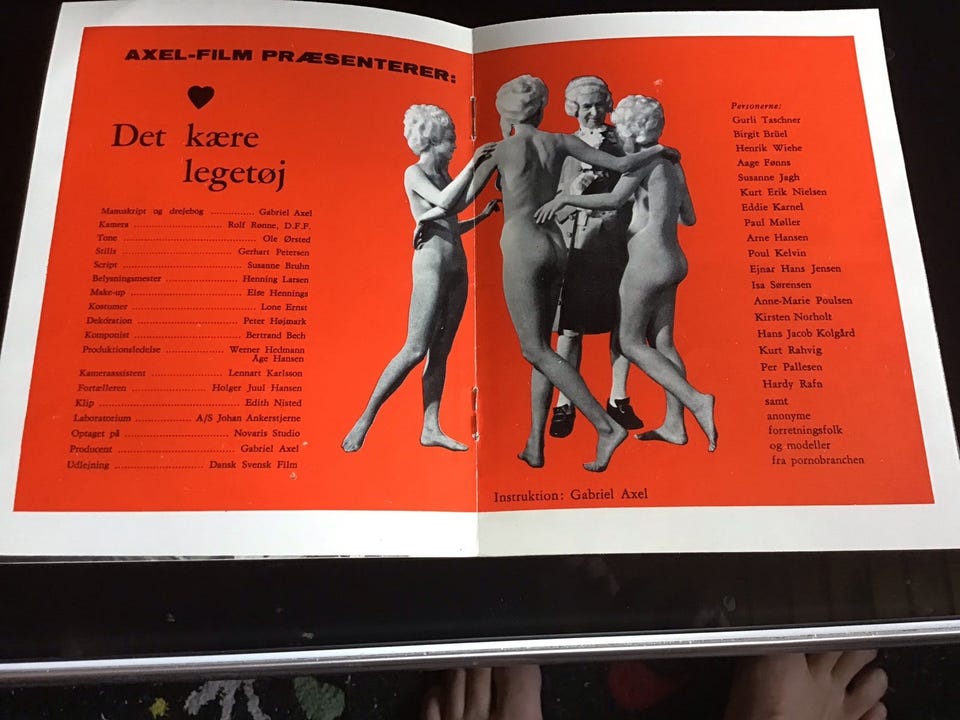 AXEL-FILM PRÆSENTERER:
Det kære
legetøj
Manuskript og drejebog .............. Gabriel Axel
Kamera ........................ Rolf Rønne, D.F.F.
Tone .................................. Ole Ørsted
Stills ............................ Gerhart Petersen
Script ............................ Susanne Bruhn
Belysningsmester ................ Henning Larsen
Make-up ........................... Else Hennings
Kostumer ............................. Lone Ernst
Dekoration ....................... Peter Højmark
Komponist ....................... Bertrand Bech
Produktionsledelse ............... Werner Hedmann
Age Hansen
Kameraassistent ................. Lennart Karlsson
Fortælleren .................. Holger Juul Hansen
Klip ................................ Edith Nisted
Laboratorium ............. A/S Johan Ankerstjerne
Optaget på ...................... Novaris Studio
Producent ......................... Gabriel Axel
Udlejning .................... Dansk Svensk Film
Personerne:
Gurli Taschner
Birgit Brüel
Henrik Wiehe
Aage Fønns
Susanne Jagh
Kurt Erik Nielsen
Eddie Karnel
Paul Møller
Arne Hansen
Poul Kelvin
Ejnar Hans Jensen
Isa Sørensen
Anne-Marie Poulsen
Kirsten Norholt
Hans Jacob Kolgård
Kurt Rahvig
Per Pallesen
Hardy Rafn
samt
anonyme
forretningsfolk
og modeller
fra pornobranchen
Instruktion: Gabriel Axel